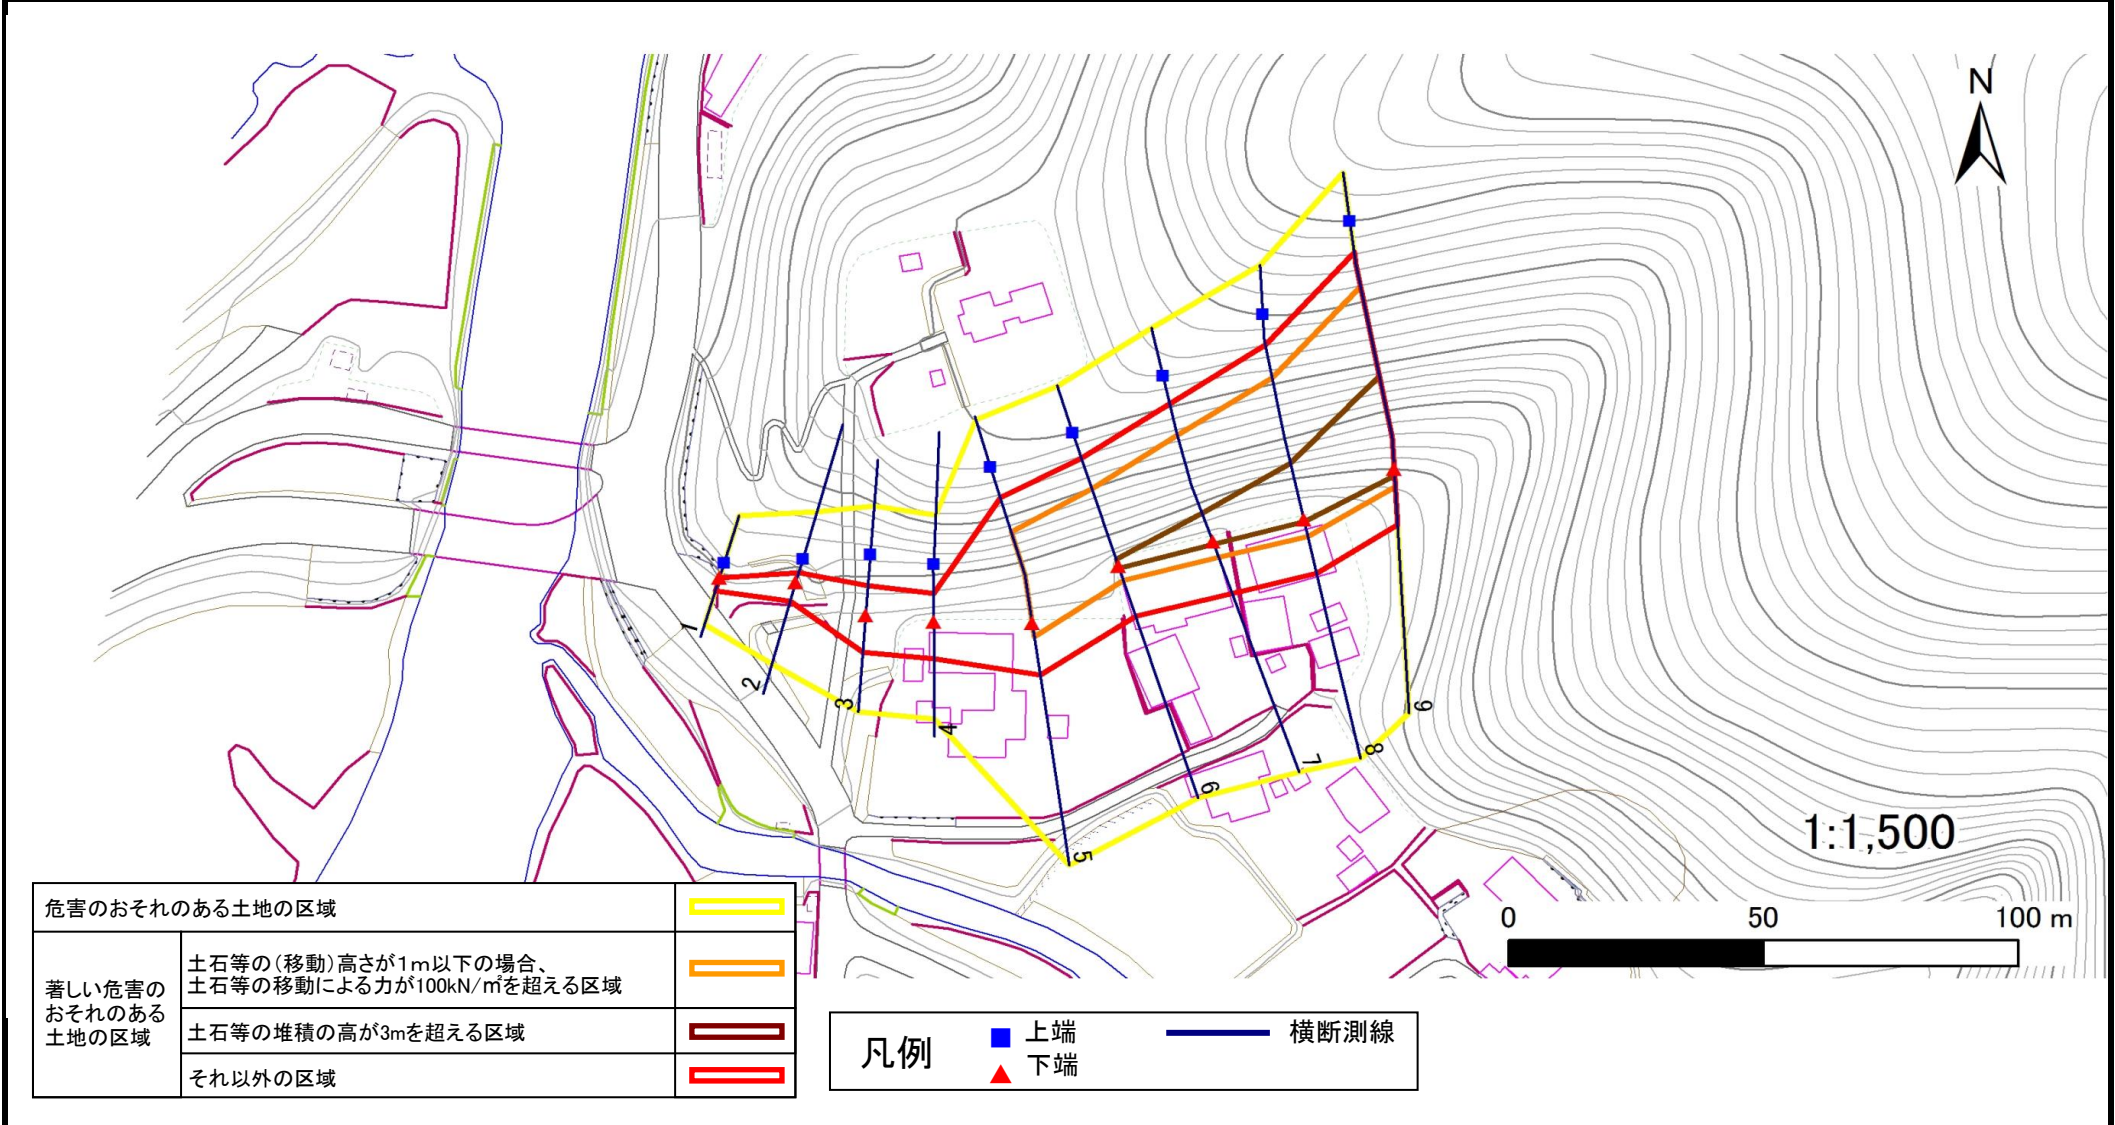 N
1
2
3
4
5
6
7
8
9
1:1,500
0 50 100 m
危害のおそれのある土地の区域
著しい危害の
おそれのある
土地の区域
土石等の(移動)高さが1m以下の場合、
土石等の移動による力が100kN/㎡を超える区域
土石等の堆積の高が3mを超える区域
それ以外の区域
凡例
上端
下端
横断測線